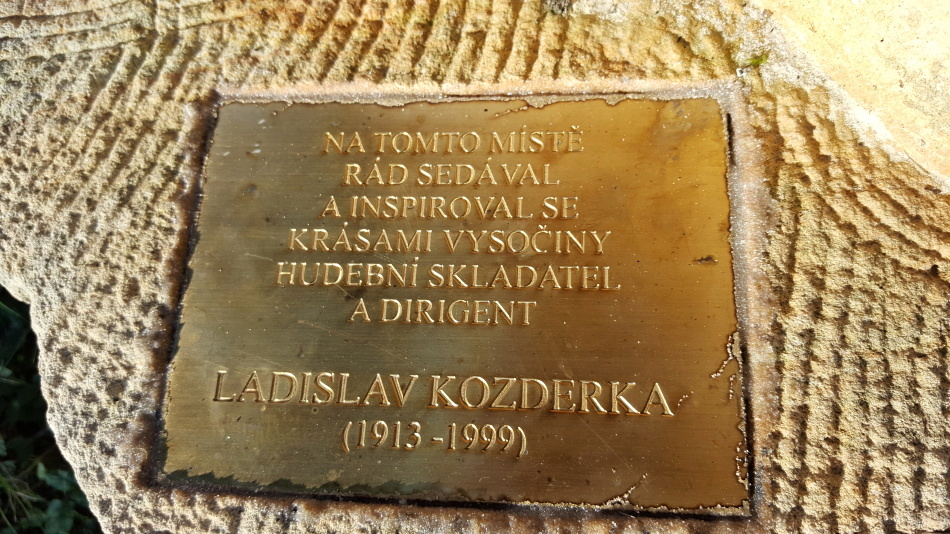 NA TOMTO MÍSTĚ
RÁD SEDÁVAL
A INSPIROVAL SE
KRÁSAMI VYSOČINY
HUDEBNÍ SKLADATEL
A DIRIGENT
LADISLAV KOZDERKA
(1913 -1999)